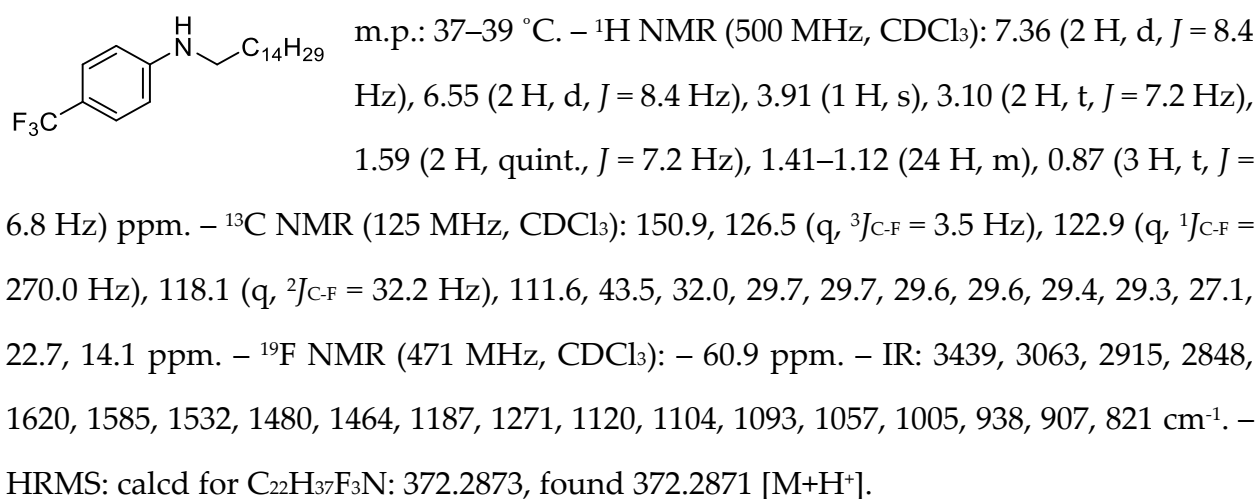 H
N
C₁₄H₂₉
F₃C
m.p.: 37–39 °C. – ¹H NMR (500 MHz, CDCl₃): 7.36 (2 H, d, J = 8.4
Hz), 6.55 (2 H, d, J = 8.4 Hz), 3.91 (1 H, s), 3.10 (2 H, t, J = 7.2 Hz),
1.59 (2 H, quint., J = 7.2 Hz), 1.41–1.12 (24 H, m), 0.87 (3 H, t, J =
6.8 Hz) ppm. – ¹³C NMR (125 MHz, CDCl₃): 150.9, 126.5 (q, ³J_C-F = 3.5 Hz), 122.9 (q, ¹J_C-F =
270.0 Hz), 118.1 (q, ²J_C-F = 32.2 Hz), 111.6, 43.5, 32.0, 29.7, 29.7, 29.6, 29.6, 29.4, 29.3, 27.1,
22.7, 14.1 ppm. – ¹⁹F NMR (471 MHz, CDCl₃): – 60.9 ppm. – IR: 3439, 3063, 2915, 2848,
1620, 1585, 1532, 1480, 1464, 1187, 1271, 1120, 1104, 1093, 1057, 1005, 938, 907, 821 cm⁻¹. –
HRMS: calcd for C₂₂H₃₇F₃N: 372.2873, found 372.2871 [M+H⁺].